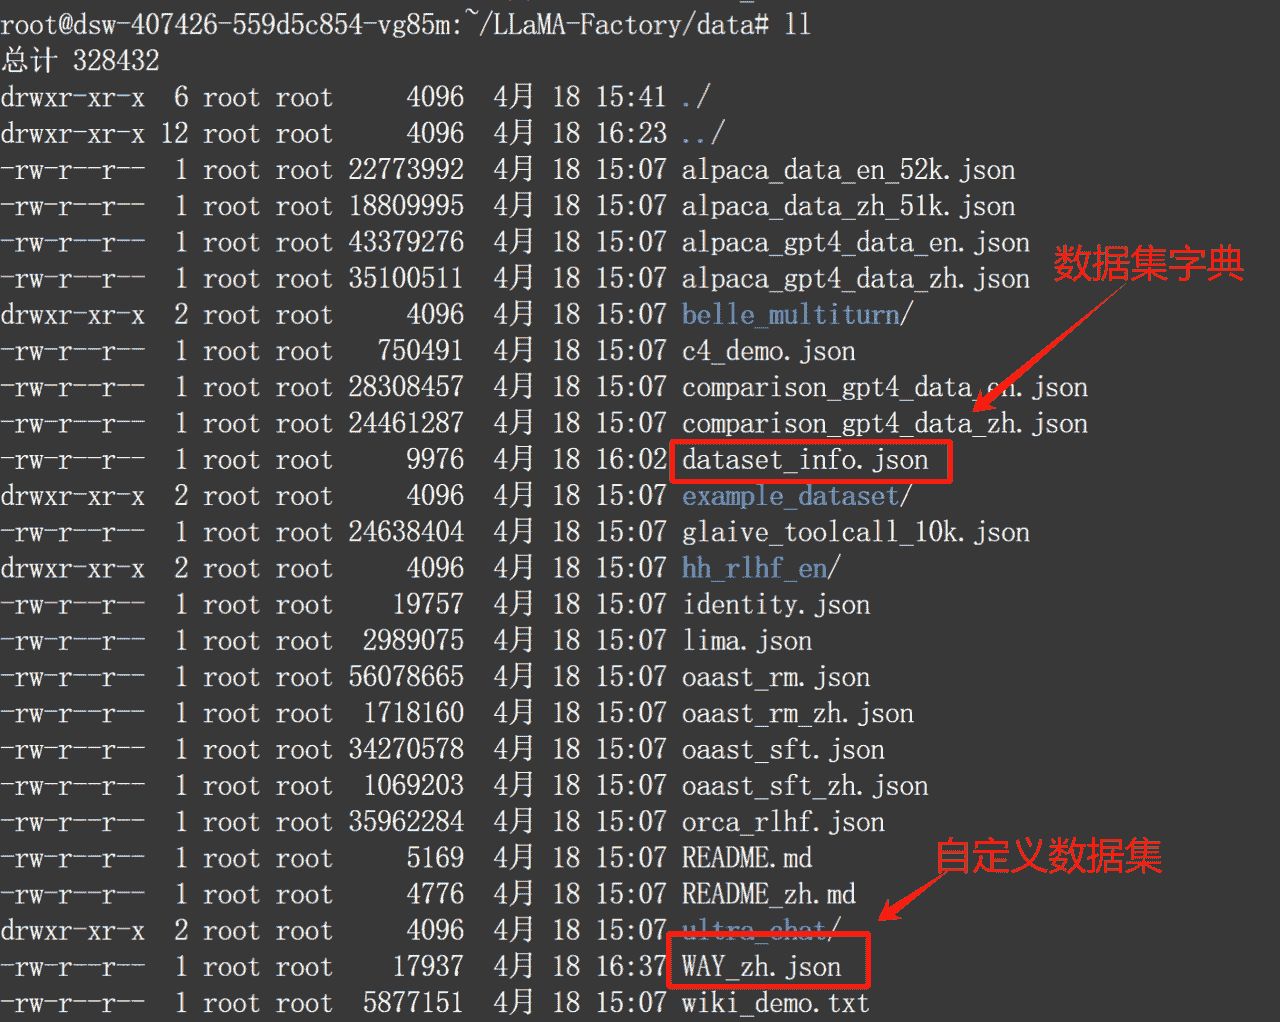 root@dsw-407426-559d5c854-vg85m:~/LLaMA-Factory/data# ll
总计 328432
drwxr-xr-x  6 root root     4096  4月 18 15:41 ./
drwxr-xr-x 12 root root     4096  4月 18 16:23 ../
-rw-r--r--  1 root root 22773992  4月 18 15:07 alpaca_data_en_52k.json
-rw-r--r--  1 root root 18809995  4月 18 15:07 alpaca_data_zh_51k.json
-rw-r--r--  1 root root 43379276  4月 18 15:07 alpaca_gpt4_data_en.json
数据集字典
-rw-r--r--  1 root root 35100511  4月 18 15:07 alpaca_gpt4_data_zh.json
drwxr-xr-x  2 root root     4096  4月 18 15:07 belle_multiturn/
-rw-r--r--  1 root root   750491  4月 18 15:07 c4_demo.json
-rw-r--r--  1 root root 28308457  4月 18 15:07 comparison_gpt4_data_en.json
-rw-r--r--  1 root root 24461287  4月 18 15:07 comparison_gpt4_data_zh.json
-rw-r--r--  1 root root     9976  4月 18 16:02 dataset_info.json
drwxr-xr-x  2 root root     4096  4月 18 15:07 example_dataset/
-rw-r--r--  1 root root 24638404  4月 18 15:07 glaive_toolcall_10k.json
drwxr-xr-x  2 root root     4096  4月 18 15:07 hh_rlhf_en/
-rw-r--r--  1 root root    19757  4月 18 15:07 identity.json
-rw-r--r--  1 root root  2989075  4月 18 15:07 lima.json
-rw-r--r--  1 root root 56078665  4月 18 15:07 oaast_rm.json
-rw-r--r--  1 root root  1718160  4月 18 15:07 oaast_rm_zh.json
-rw-r--r--  1 root root 34270578  4月 18 15:07 oaast_sft.json
-rw-r--r--  1 root root  1069203  4月 18 15:07 oaast_sft_zh.json
-rw-r--r--  1 root root 35962284  4月 18 15:07 orca_rlhf.json
-rw-r--r--  1 root root     5169  4月 18 15:07 README.md
自定义数据集
-rw-r--r--  1 root root     4776  4月 18 15:07 README_zh.md
drwxr-xr-x  2 root root     4096  4月 18 15:07 ultra_chat/
-rw-r--r--  1 root root    17937  4月 18 16:37 WAY_zh.json
-rw-r--r--  1 root root  5877151  4月 18 15:07 wiki_demo.txt